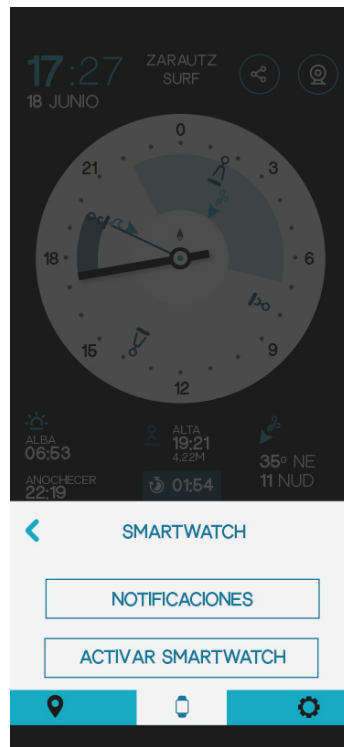 17:27
ZARAUTZ
SURF
18 JUNIO
0
21
3
18
6
15
9
12
ALBA
06:53
ALTA
19:21
4,22M
35º NE
11 NUD
ANOCHECER
22:19
01:54
SMARTWATCH
NOTIFICACIONES
ACTIVAR SMARTWATCH